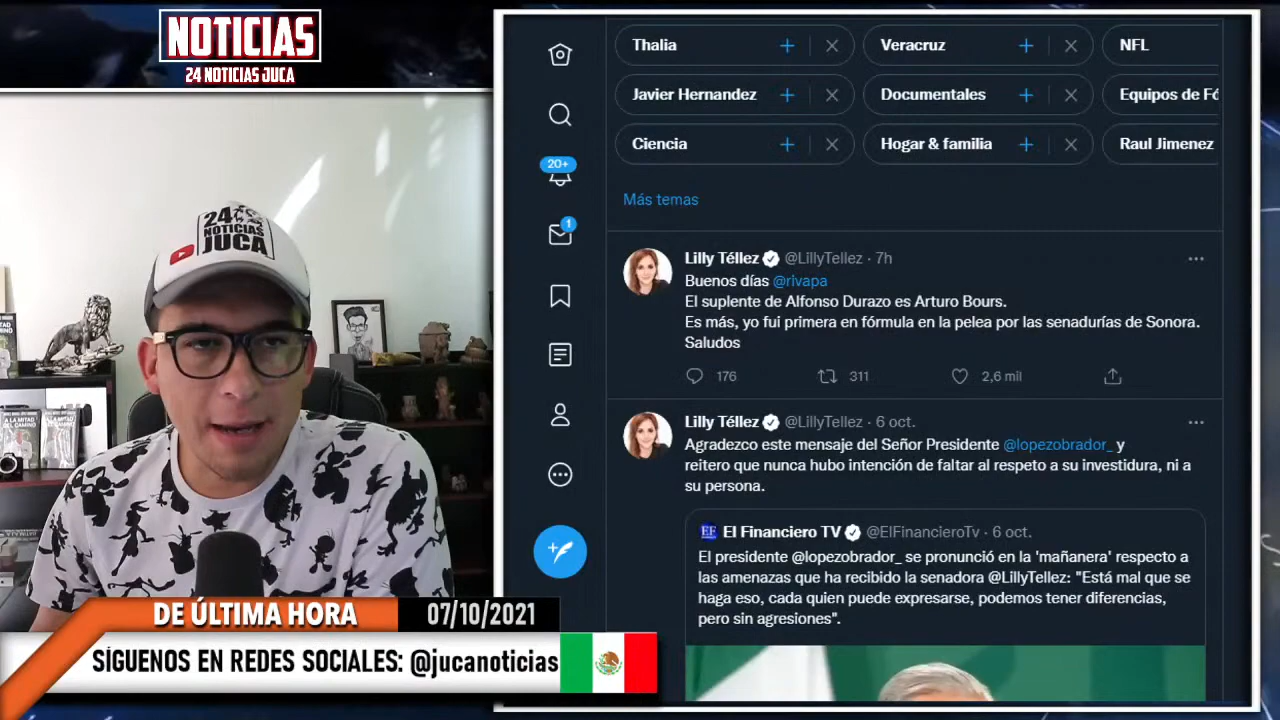 NOTICIAS
24 NOTICIAS JUCA
24
NOTICIAS
JUCA
A LA MITAD
DEL CAMINO
DE ÚLTIMA HORA
07/10/2021
SÍGUENOS EN REDES SOCIALES: @jucanoticias
Thalia
Veracruz
NFL
Javier Hernandez
Documentales
Equipos de Fó
Ciencia
Hogar & familia
Raul Jimenez
Más temas
20+
1
Lilly Téllez @LillyTellez · 7h
Buenos días @rivapa
El suplente de Alfonso Durazo es Arturo Bours.
Es más, yo fui primera en fórmula en la pelea por las senadurías de Sonora.
Saludos
176 311 2,6 mil
Lilly Téllez @LillyTellez · 6 oct.
Agradezco este mensaje del Señor Presidente @lopezobrador_ y
reitero que nunca hubo intención de faltar al respeto a su investidura, ni a
su persona.
EF El Financiero TV @ElFinancieroTv · 6 oct.
El presidente @lopezobrador_ se pronunció en la 'mañanera' respecto a
las amenazas que ha recibido la senadora @LillyTellez: "Está mal que se
haga eso, cada quien puede expresarse, podemos tener diferencias,
pero sin agresiones".